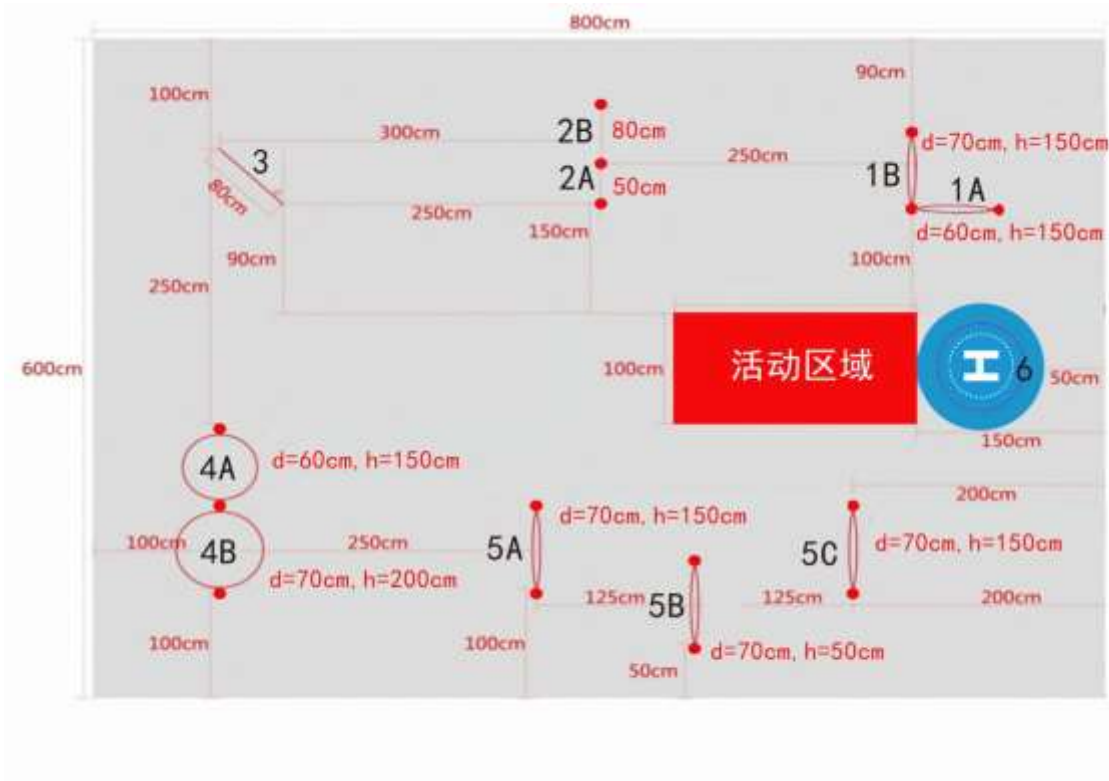 800cm
90cm
100cm
2B
80cm
300cm
d=70cm, h=150cm
3
250cm
1B
2A
1A
80cm
50cm
250cm
150cm
d=60cm, h=150cm
90cm
100cm
250cm
600cm
100cm
活动区域
工
6
50cm
150cm
4A
d=60cm, h=150cm
200cm
d=70cm, h=150cm
100cm
4B
250cm
5A
5C
d=70cm, h=150cm
d=70cm, h=200cm
125cm
5B
125cm
200cm
100cm
100cm
d=70cm, h=50cm
50cm